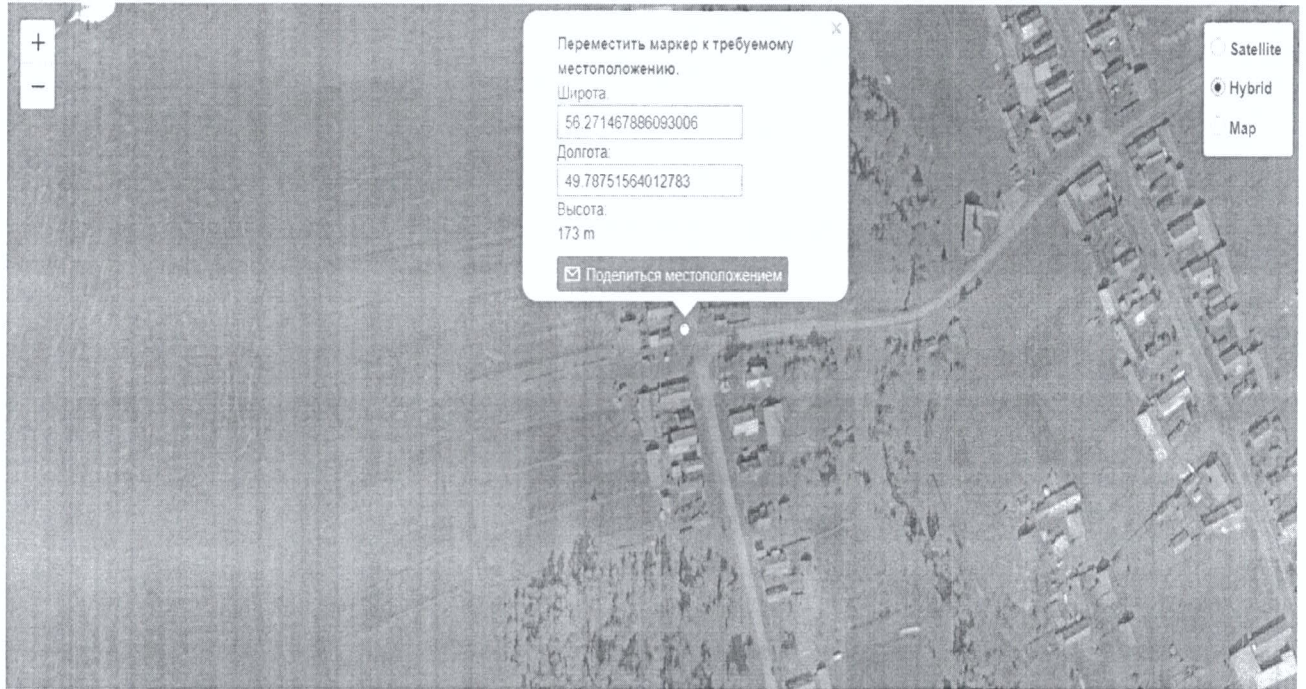 +
−
×
Переместить маркер к требуемому
местоположению.
Широта:
56.271467886093006
Долгота:
49.78751564012783
Высота:
173 m
Поделиться местоположением
Satellite
Hybrid
Map